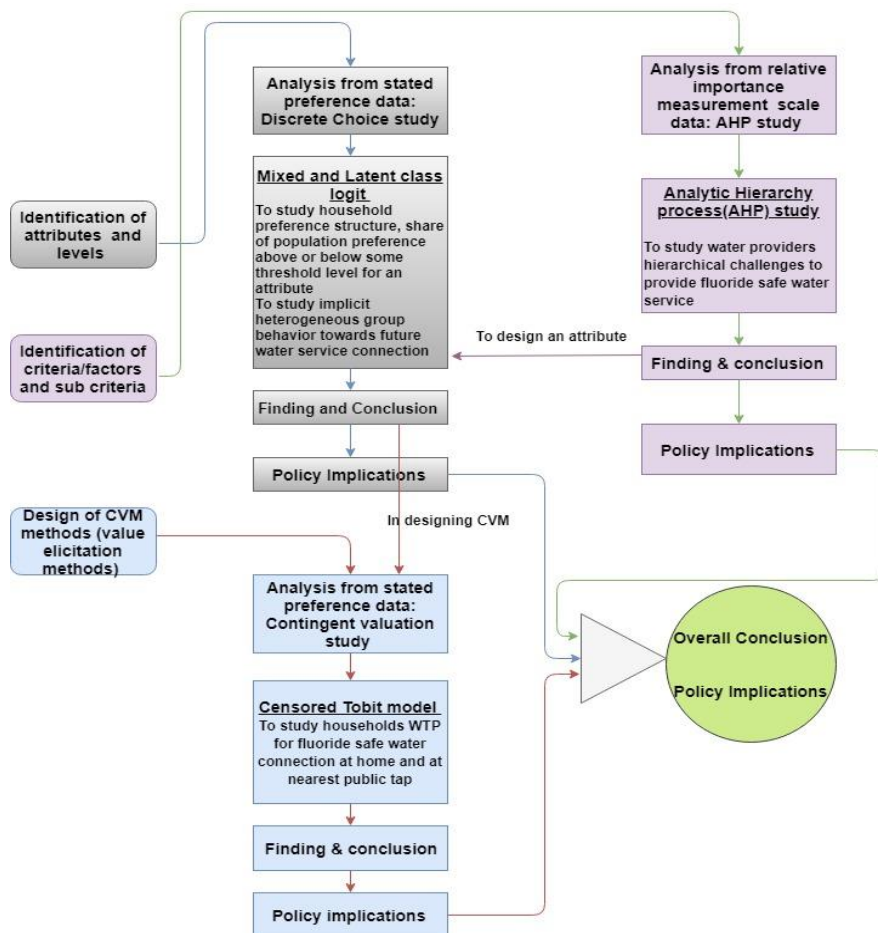 Analysis from stated
preference data:
Discrete Choice study
Analysis from relative
importance
measurement scale
data: AHP study
Mixed and Latent class
logit
To study household
preference structure, share
of population preference
above or below some
threshold level for an
attribute
To study implicit
heterogeneous group
behavior towards future
water service connection
Analytic Hierarchy
process(AHP) study
To study water providers
hierarchical challenges to
provide fluoride safe water
service
Identification of
attributes and
levels
Identification of
criteria/factors
and sub criteria
To design an attribute
Finding & conclusion
Finding and Conclusion
Policy Implications
Policy Implications
Design of CVM
methods (value
elicitation
methods)
In designing CVM
Analysis from stated
preference data:
Contingent valuation
study
Overall Conclusion
Policy Implications
Censored Tobit model
To study households WTP
for fluoride safe water
connection at home and at
nearest public tap
Finding & conclusion
Policy implications